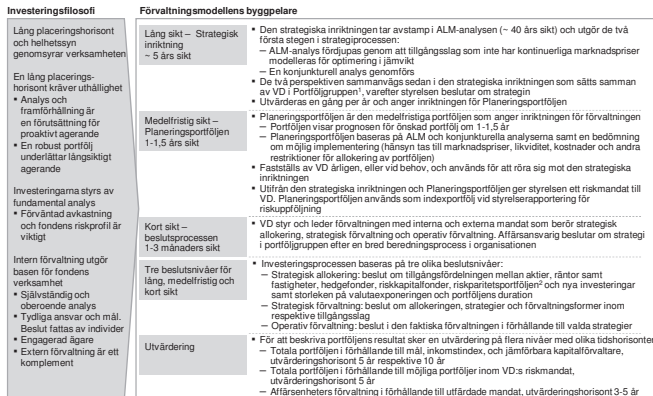 Investeringsfilosofi
Lång placeringshorisont
och helhetssyn
genomsyrar verksamheten
En lång placerings-
horisont kräver uthållighet
▪ Analys och
framförhållning är
en förutsättning för
proaktivt agerande
▪ En robust portfölj
underlättar långsiktigt
agerande
Investeringarna styrs av
fundamental analys
▪ Förväntad avkastning
och fondens riskprofil är
viktigt
Intern förvaltning utgör
basen för fondens
verksamhet
▪ Självständig och
oberoende analys
▪ Tydliga ansvar och mål.
Beslut fattas av individer
▪ Engagerad ägare
▪ Extern förvaltning är ett
komplement
Förvaltningsmodellens byggpelare
Lång sikt – Strategisk
inriktning
~ 5 års sikt
▪ Den strategiska inriktningen tar avstamp i ALM-analysen (~ 40 års sikt) och utgör de två
första stegen i strategiprocessen:
– ALM-analys fördjupas genom att tillgångsslag som inte har kontinuerliga marknadspriser
modelleras för optimering i jämvikt
– En konjunkturell analys genomförs
▪ De två perspektiven sammanvägs sedan i den strategiska inriktningen som sätts samman
av VD i Portföljgruppen¹, varefter styrelsen beslutar om strategin
▪ Utvärderas en gång per år och anger inriktningen för Planeringsportföljen
Medelfristig sikt –
Planeringsportföljen
1-1,5 års sikt
▪ Planeringsportföljen är den medelfristiga portföljen som anger inriktningen för förvaltningen
– Portföljen visar prognosen för önskad portfölj om 1-1,5 år
– Planeringsportföljen baseras på ALM och konjunkturella analyserna samt en bedömning
om möjlig implementering (hänsyn tas till marknadspriser, likviditet, kostnader och andra
restriktioner för allokering av portföljen)
▪ Fastställs av VD årligen, eller vid behov, och används för att röra sig mot den strategiska
inriktningen
▪ Utifrån den strategiska inriktningen och Planeringsportföljen ger styrelsen ett riskmandat till
VD. Planeringsportföljen används som indexportfölj vid styrelserapportering för
riskuppföljning
Kort sikt –
beslutsprocessen
1-3 månaders sikt
▪ VD styr och leder förvaltningen med interna och externa mandat som berör strategisk
allokering, strategisk förvaltning och operativ förvaltning. Affärsansvarig beslutar om strategi
i portföljgruppen efter en bred beredningsprocess i organisationen
Tre beslutsnivåer för
lång, medelfristig och
kort sikt
▪ Investeringsprocessen baseras på tre olika beslutsnivåer:
– Strategisk allokering: beslut om tillgångsfördelningen mellan aktier, räntor samt
fastigheter, hedgefonder, riskkapitalfonder, riskparitetsportföljen² och nya investeringar
samt storleken på valutaexponeringen och portföljens duration
– Strategisk förvaltning: beslut om allokeringen, strategier och förvaltningsformer inom
respektive tillgångsslag
– Operativ förvaltning: beslut i den faktiska förvaltningen i förhållande till valda strategier
Utvärdering
▪ För att beskriva portföljens resultat sker en utvärdering på flera nivåer med olika tidshorisonter
– Totala portföljen i förhållande till mål, inkomstindex, och jämförbara kapitalförvaltare,
utvärderingshorisont 5 år respektive 10 år
– Totala portföljen i förhållande till möjliga portföljer inom VD:s riskmandat,
utvärderingshorisont 5 år
– Affärsenheters förvaltning i förhållande till utfärdade mandat, utvärderingshorisont 3-5 år